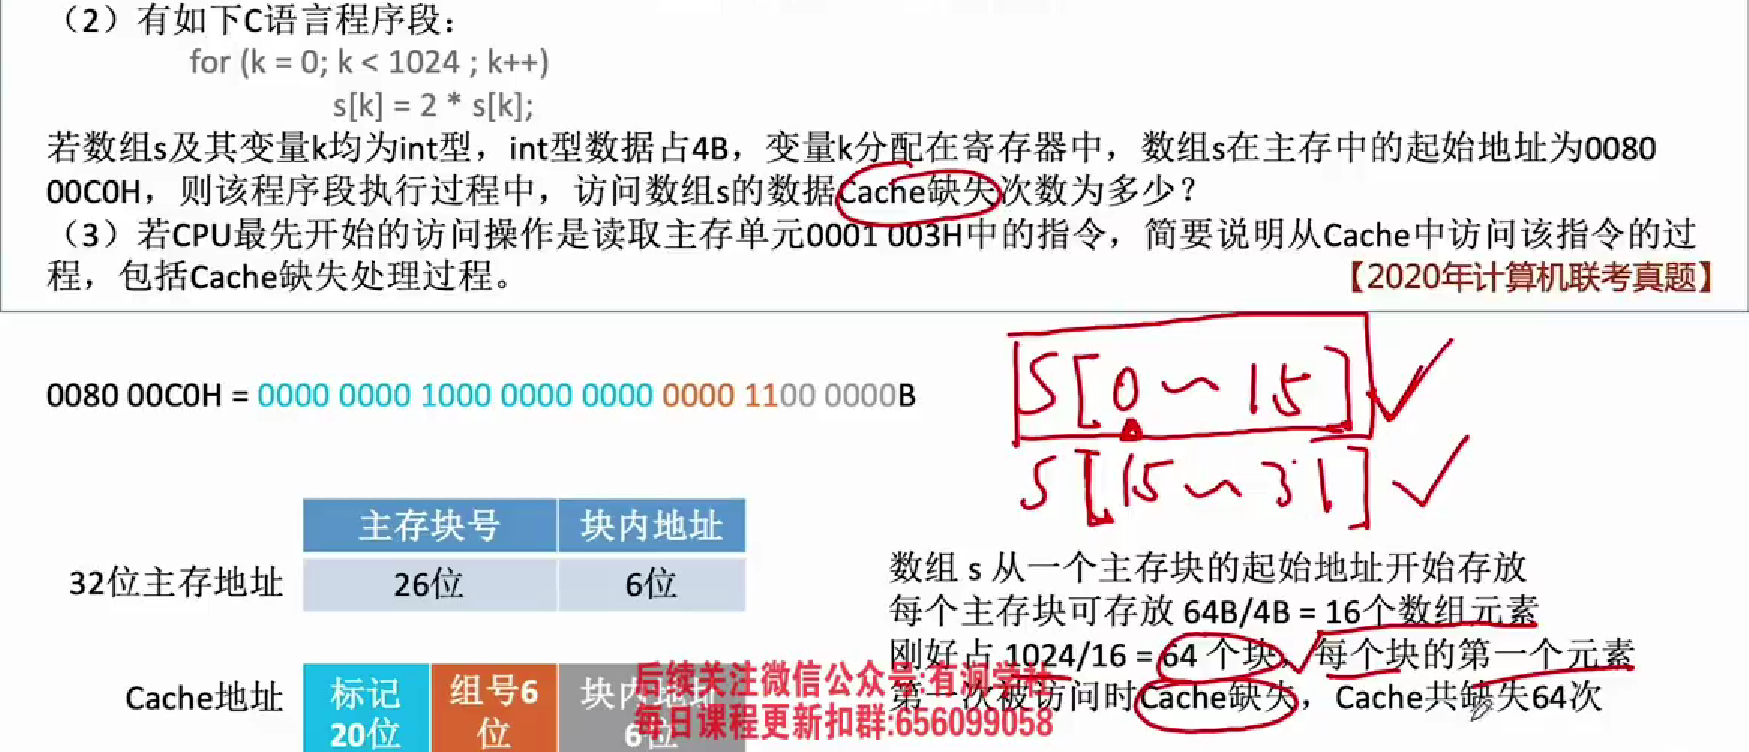 （2）有如下C语言程序段：
for (k = 0; k < 1024 ; k++)
s[k] = 2 * s[k];
若数组s及其变量k均为int型，int型数据占4B，变量k分配在寄存器中，数组s在主存中的起始地址为0080
00C0H，则该程序段执行过程中，访问数组s的数据Cache缺失次数为多少？
（3）若CPU最先开始的访问操作是读取主存单元0001 003H中的指令，简要说明从Cache中访问该指令的过
程，包括Cache缺失处理过程。
【2020年计算机联考真题】
S[0～15]
0080 00C0H = 0000 0000 1000 0000 0000 0000 1100 0000B
S[15～31]
主存块号 块内地址
32位主存地址 26位 6位
数组 s 从一个主存块的起始地址开始存放
每个主存块可存放 64B/4B = 16个数组元素
刚好占 1024/16 = 64 个块，每个块的第一个元素
第一次被访问时Cache缺失，Cache共缺失64次
Cache地址 标记 组号6 块内地址
20位 位 6位
后续关注微信公众号:有润学社
每日课程更新扣群:656099058